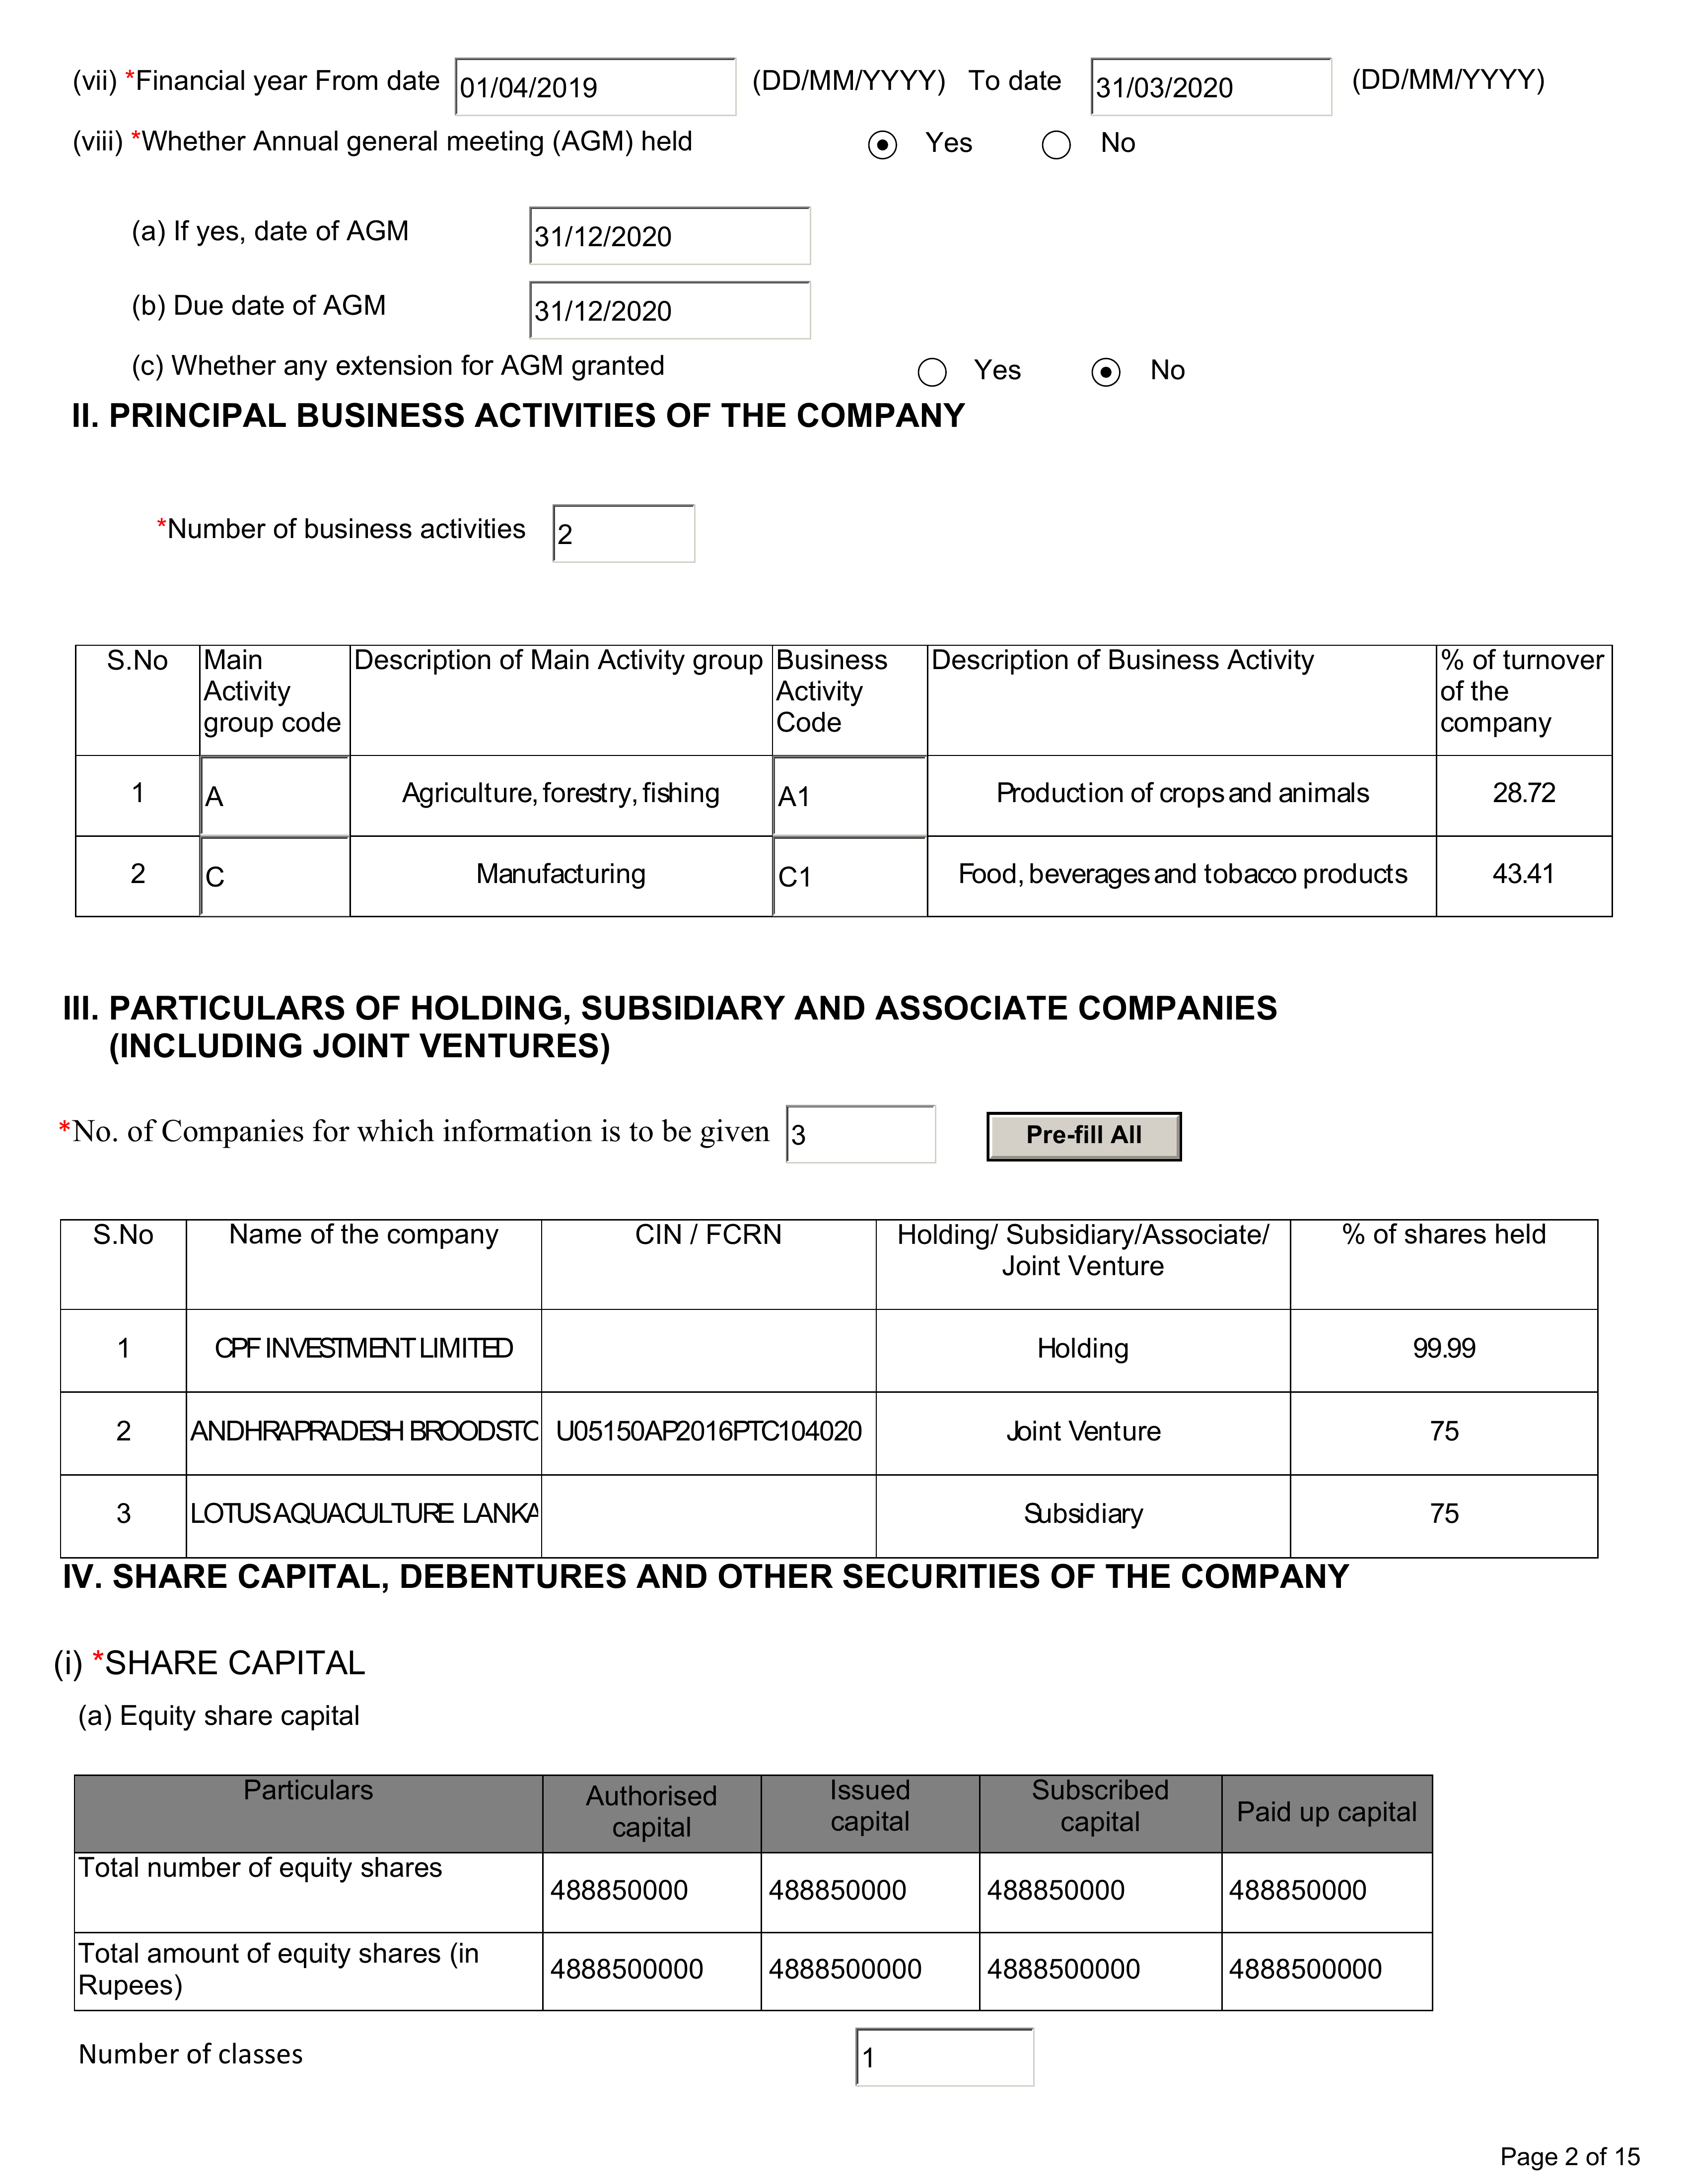 (vii) *Financial year From date 01/04/2019 (DD/MM/YYYY) To date 31/03/2020 (DD/MM/YYYY)
(viii) *Whether Annual general meeting (AGM) held Yes No
(a) If yes, date of AGM 31/12/2020
(b) Due date of AGM 31/12/2020
(c) Whether any extension for AGM granted Yes No
II. PRINCIPAL BUSINESS ACTIVITIES OF THE COMPANY
*Number of business activities 2
S.No Main Activity group code Description of Main Activity group Business Activity Code Description of Business Activity % of turnover of the company
1 A Agriculture, forestry, fishing A1 Production of crops and animals 28.72
2 C Manufacturing C1 Food, beverages and tobacco products 43.41
III. PARTICULARS OF HOLDING, SUBSIDIARY AND ASSOCIATE COMPANIES
(INCLUDING JOINT VENTURES)
*No. of Companies for which information is to be given 3 Pre-fill All
S.No Name of the company CIN / FCRN Holding/ Subsidiary/Associate/ Joint Venture % of shares held
1 CPF INVESTMENT LIMITED Holding 99.99
2 ANDHRAPRADESH BROODSTO U05150AP2016PTC104020 Joint Venture 75
3 LOTUS AQUACULTURE LANKA Subsidiary 75
IV. SHARE CAPITAL, DEBENTURES AND OTHER SECURITIES OF THE COMPANY
(i) *SHARE CAPITAL
(a) Equity share capital
Particulars Authorised capital Issued capital Subscribed capital Paid up capital
Total number of equity shares 488850000 488850000 488850000 488850000
Total amount of equity shares (in Rupees) 4888500000 4888500000 4888500000 4888500000
Number of classes 1
Page 2 of 15